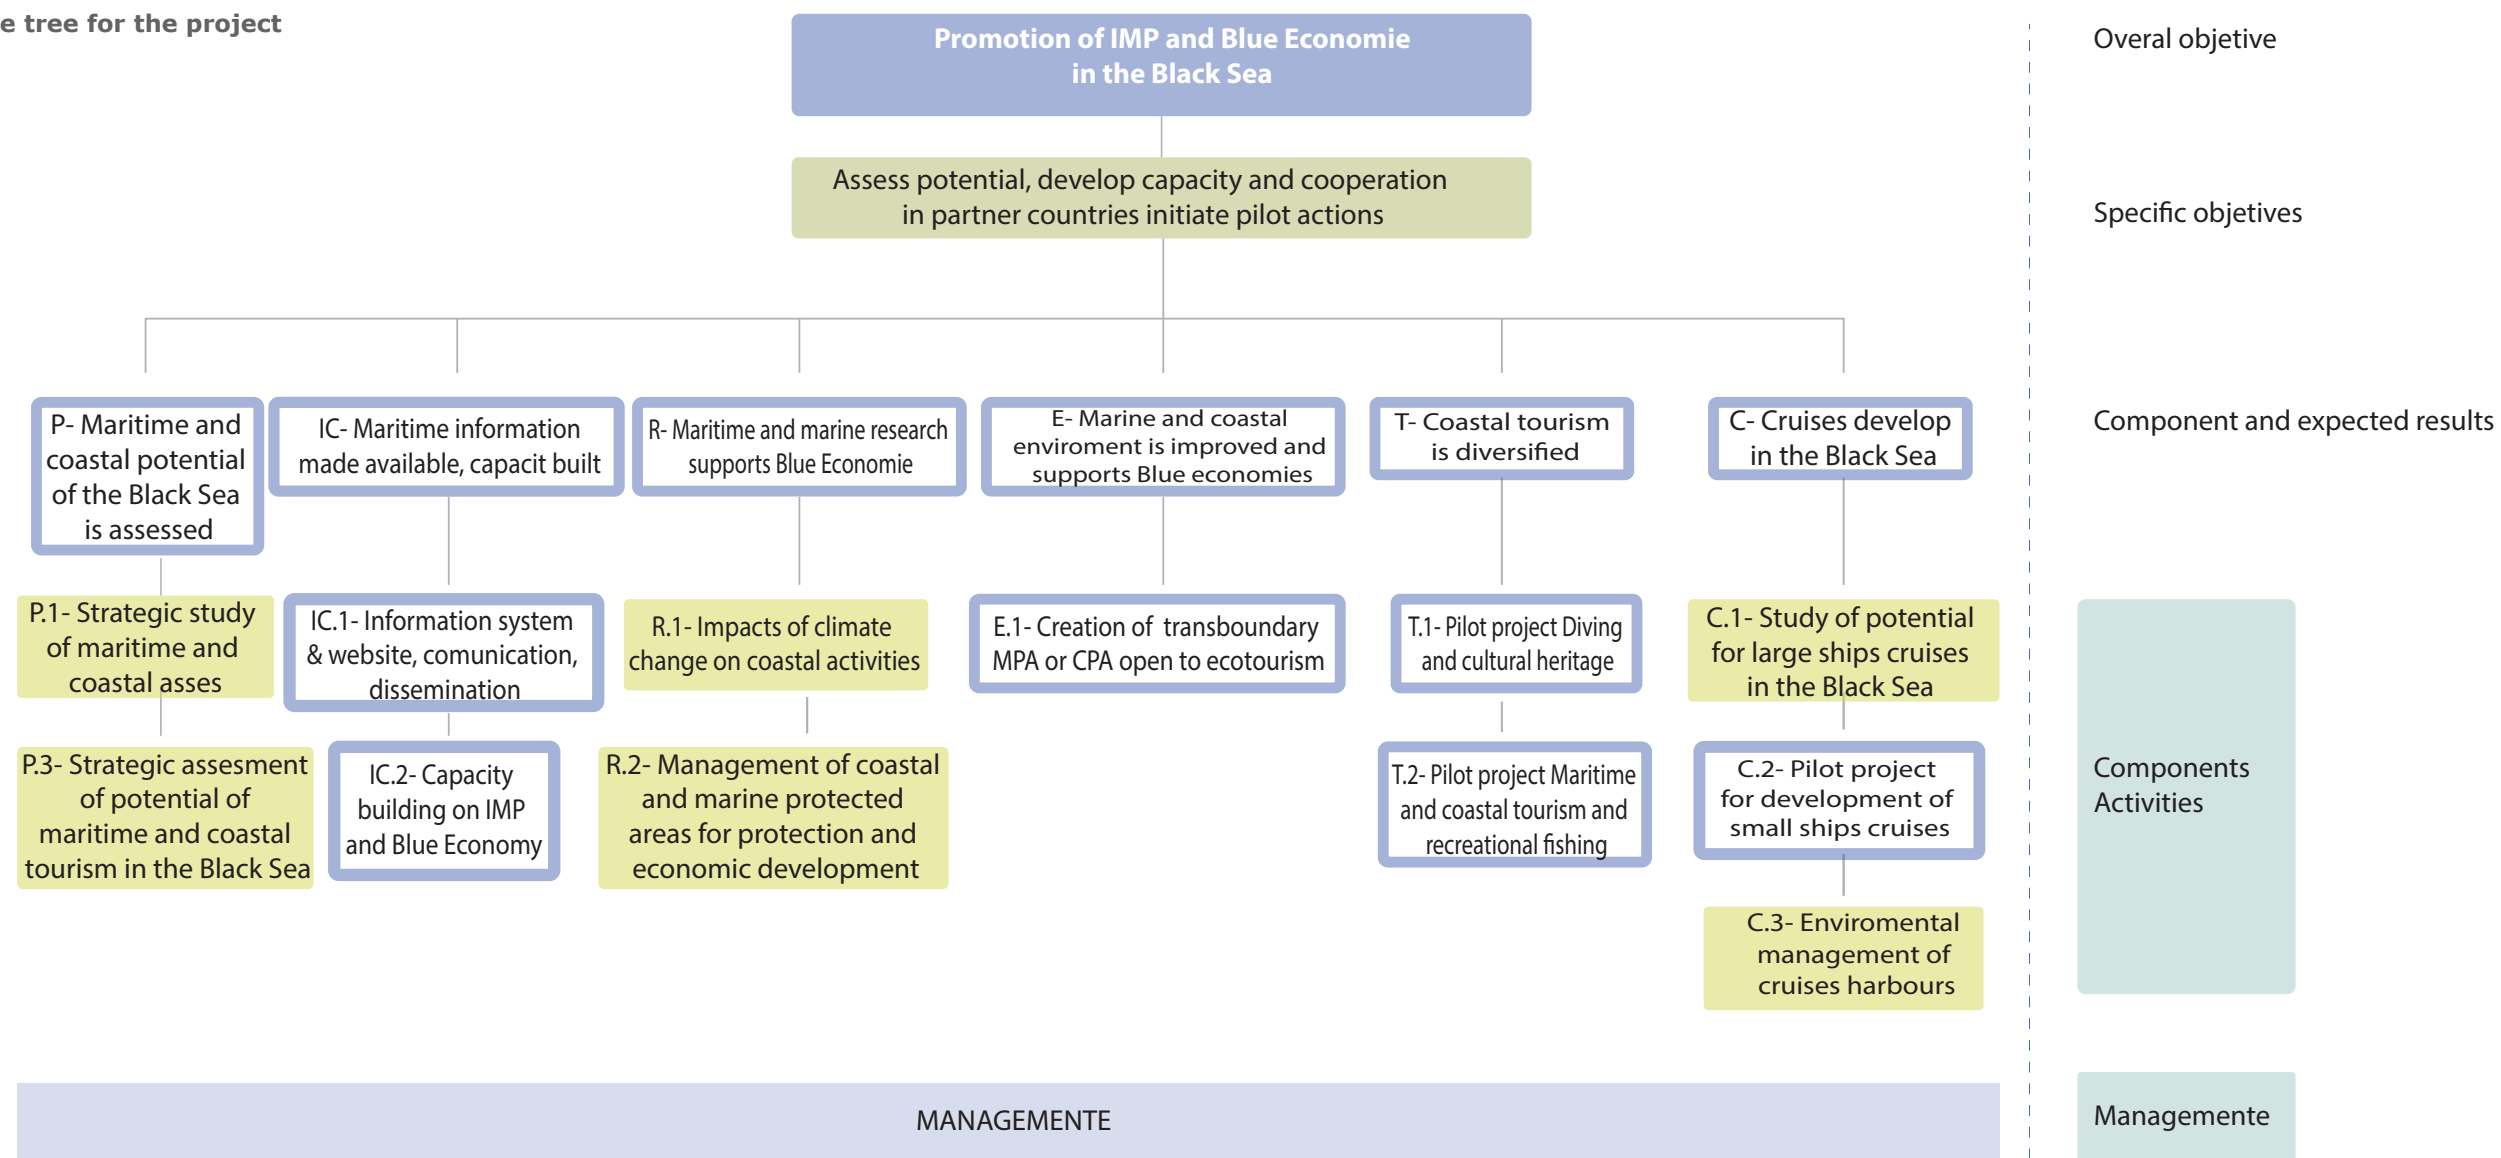 e tree for the project
Promotion of IMP and Blue Economie
in the Black Sea
Overal objetive
Assess potential, develop capacity and cooperation
in partner countries initiate pilot actions
Specific objetives
P- Maritime and
coastal potential
of the Black Sea
is assessed
IC- Maritime information
made available, capacit built
R- Maritime and marine research
supports Blue Economie
E- Marine and coastal
enviroment is improved and
supports Blue economies
T- Coastal tourism
is diversified
C- Cruises develop
in the Black Sea
Component and expected results
P.1- Strategic study
of maritime and
coastal asses
IC.1- Information system
& website, comunication,
dissemination
R.1- Impacts of climate
change on coastal activities
E.1- Creation of transboundary
MPA or CPA open to ecotourism
T.1- Pilot project Diving
and cultural heritage
C.1- Study of potential
for large ships cruises
in the Black Sea
P.3- Strategic assesment
of potential of
maritime and coastal
tourism in the Black Sea
IC.2- Capacity
building on IMP
and Blue Economy
R.2- Management of coastal
and marine protected
areas for protection and
economic development
T.2- Pilot project Maritime
and coastal tourism and
recreational fishing
C.2- Pilot project
for development of
small ships cruises
C.3- Enviromental
management of
cruises harbours
Components
Activities
MANAGEMENTE
Managemente